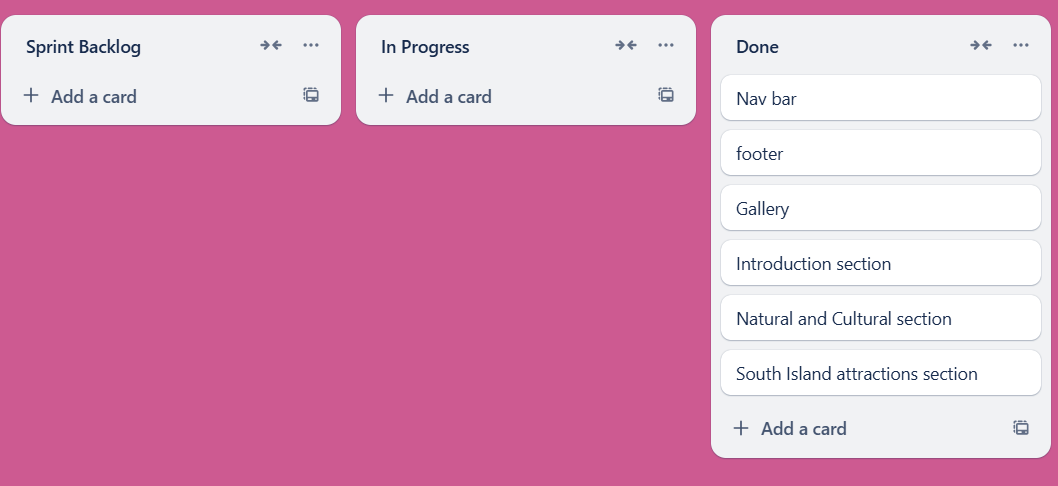 Sprint Backlog
Add a card
In Progress
Add a card
Done
Nav bar
footer
Gallery
Introduction section
Natural and Cultural section
South Island attractions section
Add a card